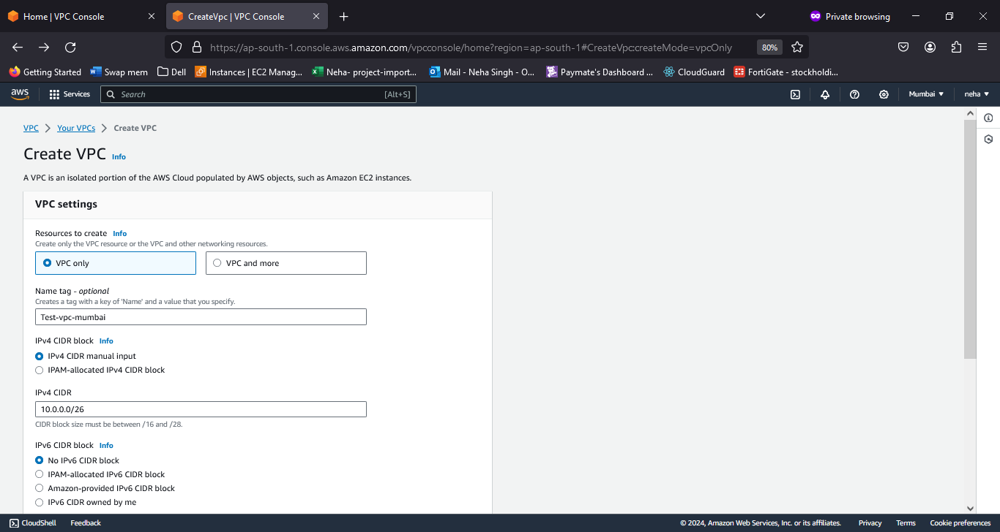 Home | VPC Console
CreateVpc | VPC Console
Private browsing
https://ap-south-1.console.aws.amazon.com/vpcconsole/home?region=ap-south-1#CreateVpc:createMode=vpcOnly
80%
Getting Started
Swap mem
Dell
Instances | EC2 Manag...
Neha- project-import...
Mail - Neha Singh - O...
Paymate's Dashboard ...
CloudGuard
FortiGate - stockholdi...
aws
Services
Search
[Alt+S]
Mumbai
neha
VPC
Your VPCs
Create VPC
Create VPC Info
A VPC is an isolated portion of the AWS Cloud populated by AWS objects, such as Amazon EC2 instances.
VPC settings
Resources to create Info
Create only the VPC resource or the VPC and other networking resources.
VPC only
VPC and more
Name tag - optional
Creates a tag with a key of 'Name' and a value that you specify.
Test-vpc-mumbai
IPv4 CIDR block Info
IPv4 CIDR manual input
IPAM-allocated IPv4 CIDR block
IPv4 CIDR
10.0.0.0/26
CIDR block size must be between /16 and /28.
IPv6 CIDR block Info
No IPv6 CIDR block
IPAM-allocated IPv6 CIDR block
Amazon-provided IPv6 CIDR block
IPv6 CIDR owned by me
CloudShell
Feedback
© 2024, Amazon Web Services, Inc. or its affiliates.
Privacy
Terms
Cookie preferences